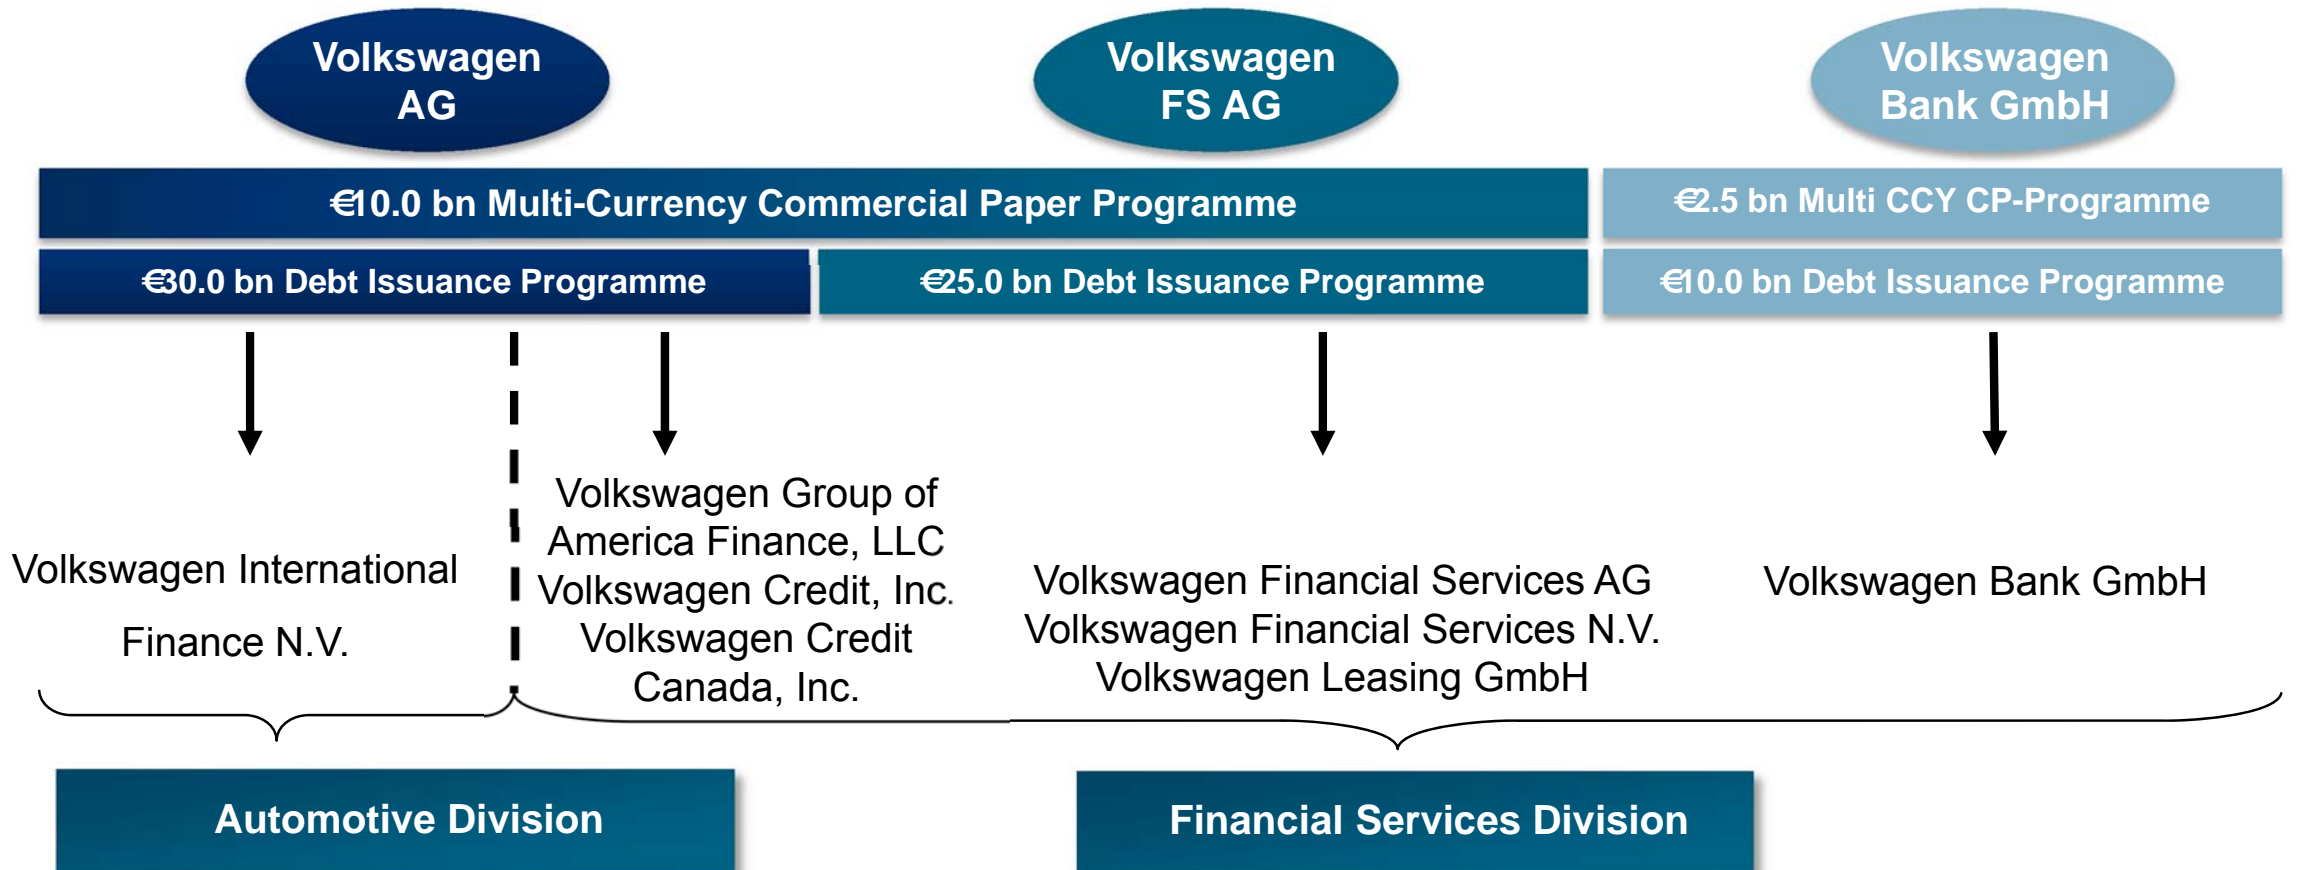 Volkswagen
AG
Volkswagen
FS AG
Volkswagen
Bank GmbH
€10.0 bn Multi-Currency Commercial Paper Programme
€2.5 bn Multi CCY CP-Programme
€30.0 bn Debt Issuance Programme
€25.0 bn Debt Issuance Programme
€10.0 bn Debt Issuance Programme
Volkswagen International
Finance N.V.
Volkswagen Group of
America Finance, LLC
Volkswagen Credit, Inc.
Volkswagen Credit
Canada, Inc.
Volkswagen Financial Services AG
Volkswagen Financial Services N.V.
Volkswagen Leasing GmbH
Volkswagen Bank GmbH
Automotive Division
Financial Services Division